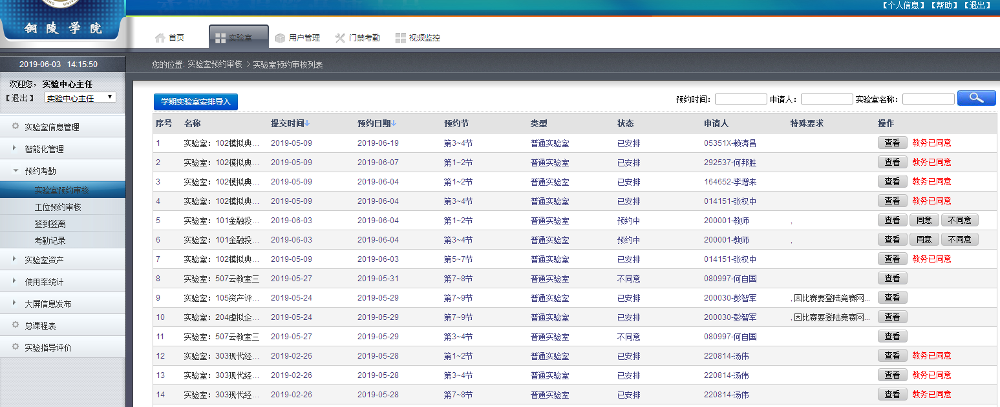 【个人信息】【帮助】【退出】
铜陵学院
首页 实验室 用户管理 门禁考勤 视频监控
2019-06-03 14:15:50
您的位置: 实验室预约审核 > 实验室预约审核列表
欢迎您，实验中心主任
【退出】 实验中心主任
实验室信息管理
智能化管理
预约考勤
实验室预约审核
工位预约审核
签到签离
考勤记录
实验室资产
使用率统计
大屏信息发布
总课程表
实验指导评价
学期实验室安排导入 预约时间： 申请人： 实验室名称：
序号 名称 提交时间↓ 预约日期↓ 预约节 类型 状态 申请人 特殊要求 操作
1 实验室：102模拟典... 2019-05-09 2019-06-19 第3~4节 普通实验室 已安排 05351X-赖涛昌 查看 教务已同意
2 实验室：102模拟典... 2019-05-09 2019-06-07 第1~2节 普通实验室 已安排 292537-何邦胜 查看 教务已同意
3 实验室：102模拟典... 2019-05-09 2019-06-04 第1~2节 普通实验室 已安排 164652-李增来 查看 教务已同意
4 实验室：102模拟典... 2019-05-09 2019-06-04 第3~4节 普通实验室 已安排 014151-张权中 查看 教务已同意
5 实验室：101金融投... 2019-06-03 2019-06-04 第1~2节 普通实验室 预约中 200001-教师 , 查看 同意 不同意
6 实验室：101金融投... 2019-06-03 2019-06-04 第3~4节 普通实验室 预约中 200001-教师 , 查看 同意 不同意
7 实验室：102模拟典... 2019-05-09 2019-06-03 第5~7节 普通实验室 已安排 014151-张权中 查看 教务已同意
8 实验室：507云教室三 2019-05-27 2019-05-31 第7~8节 普通实验室 不同意 080997-何自国 查看
9 实验室：105资产评... 2019-05-24 2019-05-29 第7~9节 普通实验室 已安排 200030-彭智军 , 因比赛要登陆竟赛网... 查看
10 实验室：204虚拟企... 2019-05-24 2019-05-29 第7~9节 普通实验室 已安排 200030-彭智军 , 因比赛要登陆竟赛网... 查看
11 实验室：507云教室三 2019-05-27 2019-05-29 第3~4节 普通实验室 不同意 080997-何自国 查看
12 实验室：303现代经... 2019-02-26 2019-05-28 第1~2节 普通实验室 已安排 220814-汤伟 查看 教务已同意
13 实验室：303现代经... 2019-02-26 2019-05-28 第3~4节 普通实验室 已安排 220814-汤伟 查看 教务已同意
14 实验室：303现代经... 2019-02-26 2019-05-28 第7~8节 普通实验室 已安排 220814-汤伟 查看 教务已同意